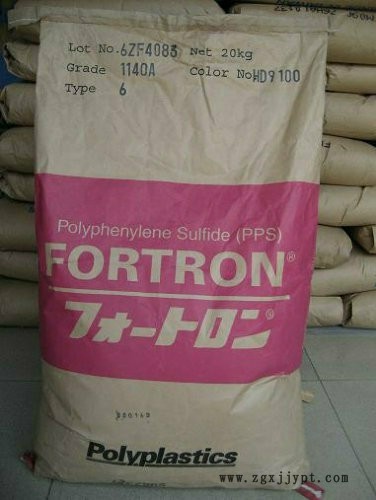 Lot No.6ZF4083 Net 20kg
Grade 1140A Color No HD9100
Type 6
Polyphenylene Sulfide (PPS)
FORTRON®
フォートロン®
Polyplastics
www.zgxjjypt.com